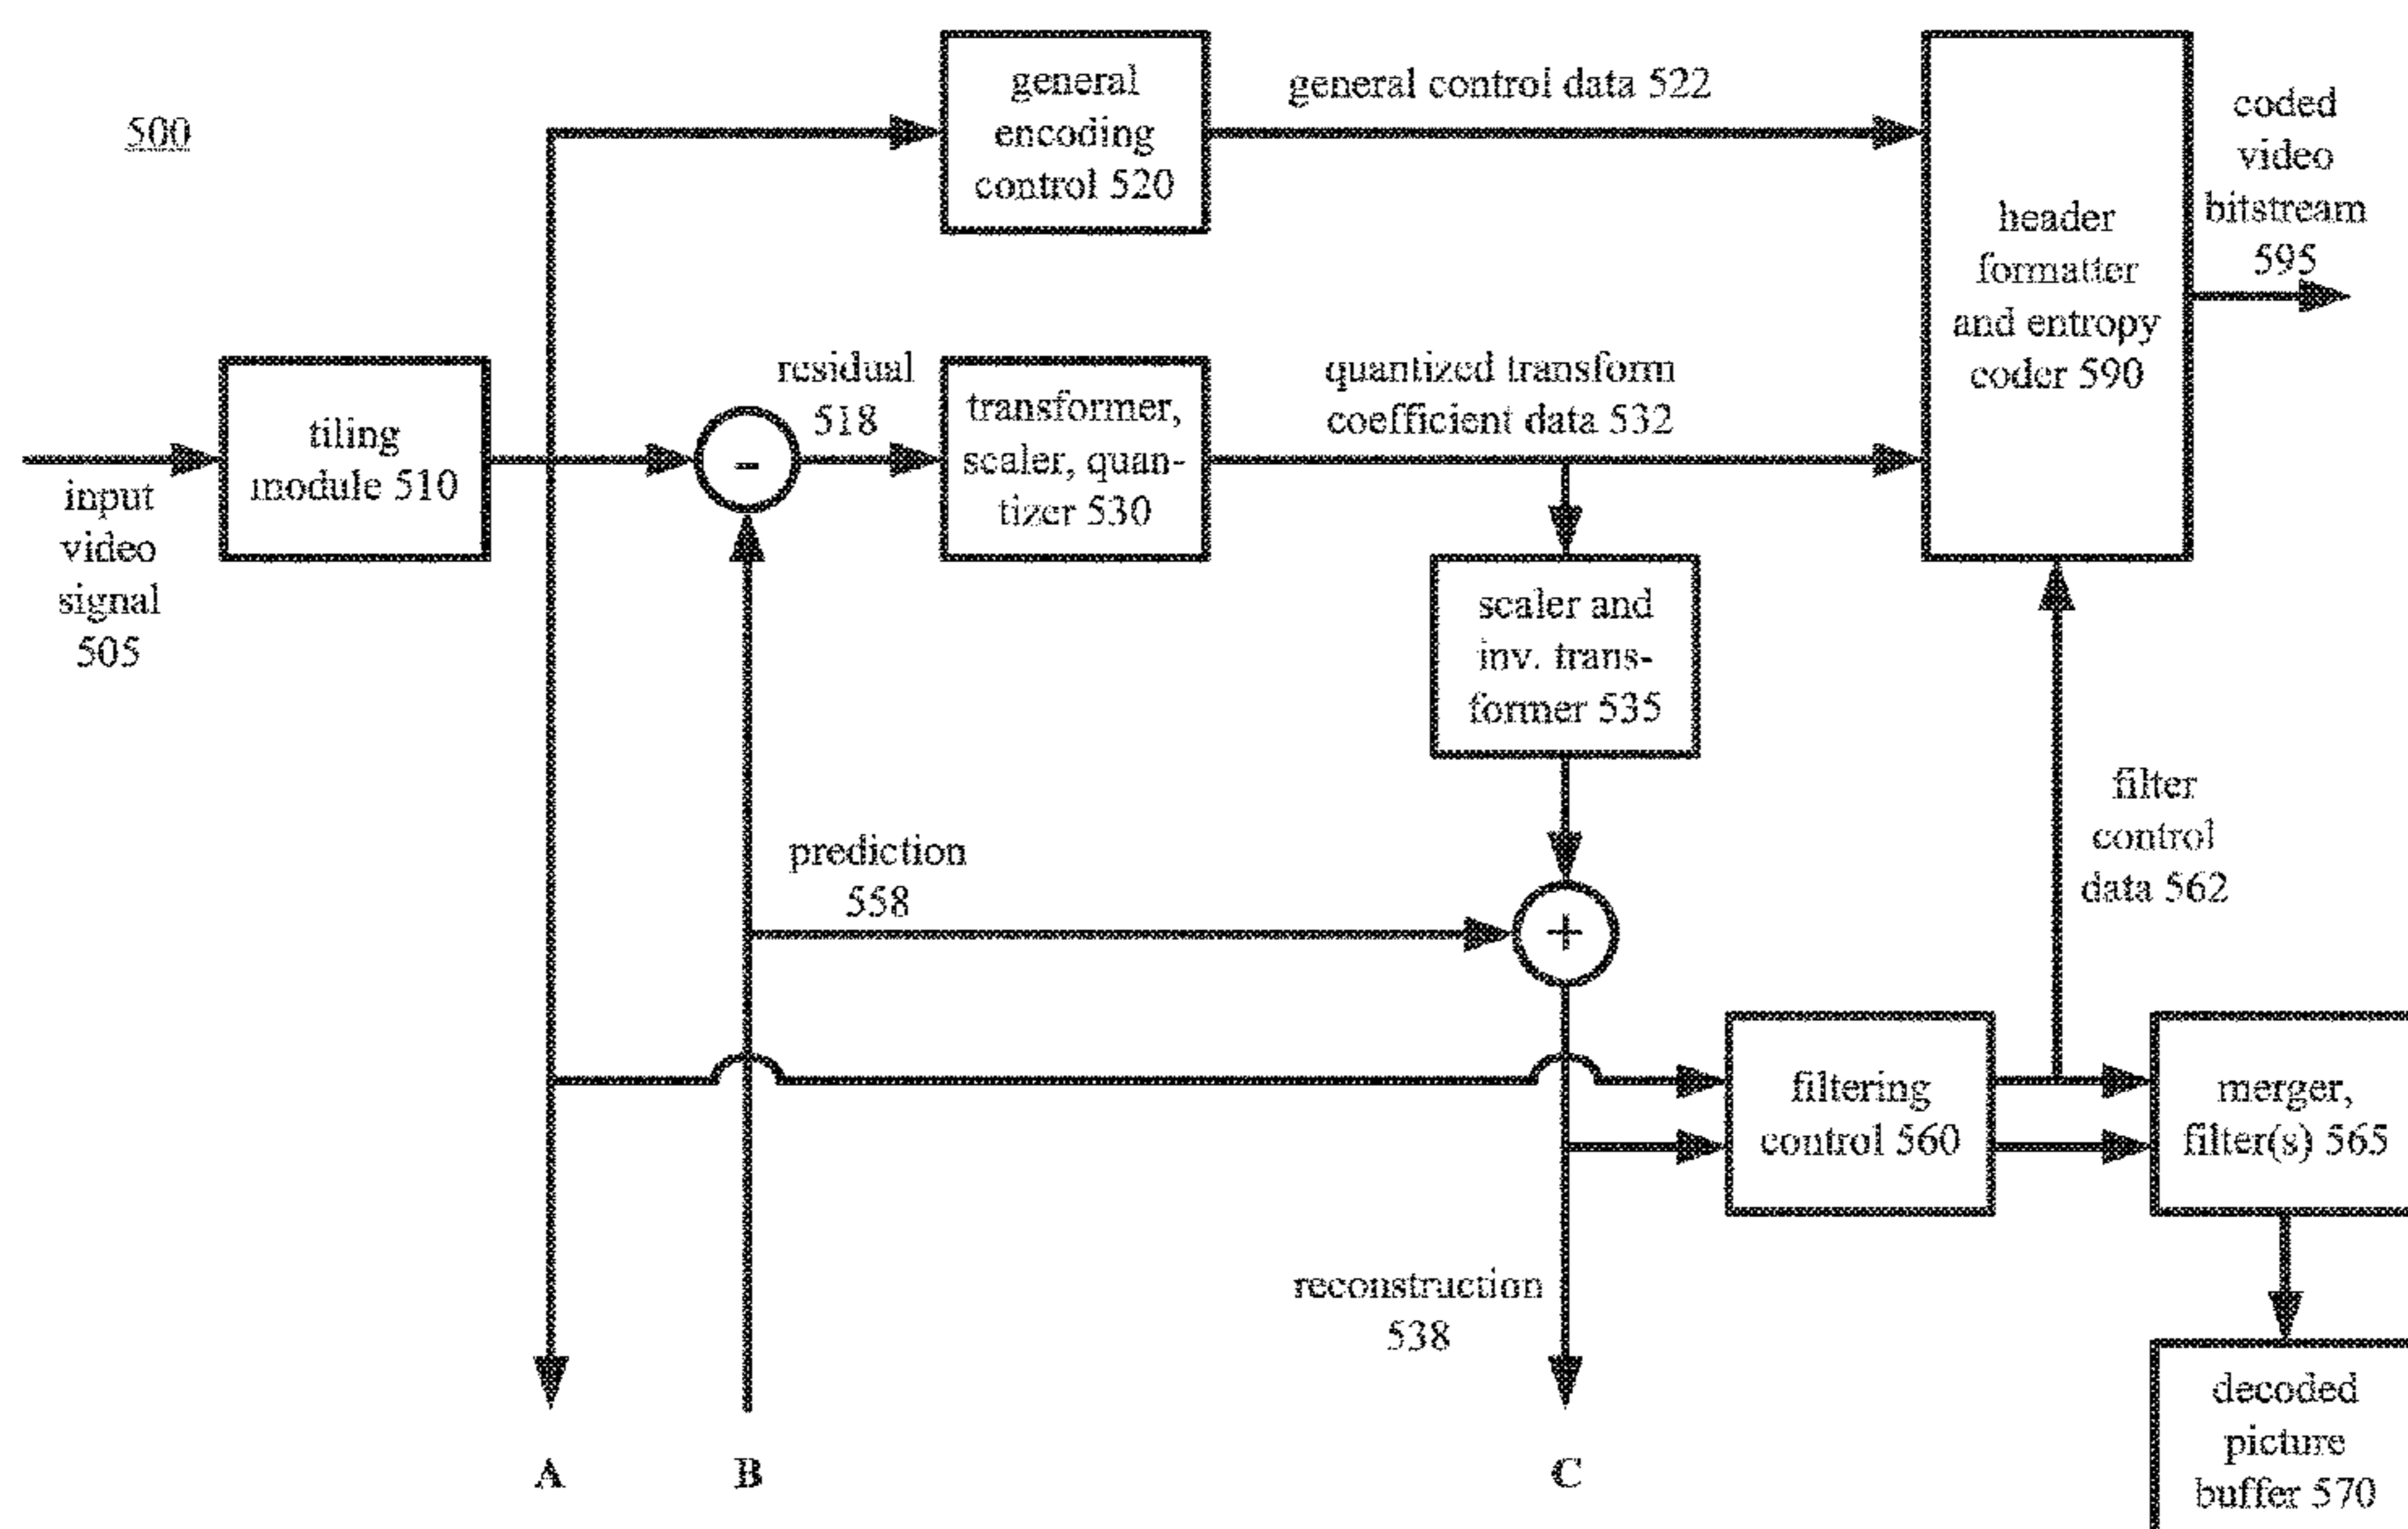 500
general
encoding
control 520
general control data 522
header
formatter
and entropy
coder 590
coded
video
bitstream
595
input
video
signal
505
tiling
module 510
-
residual
518
transformer,
scaler, quan-
tizer 530
quantized transform
coefficient data 532
scaler and
inv. trans-
former 535
prediction
558
+
filter
control
data 562
filtering
control 560
merger,
filter(s) 565
reconstruction
538
decoded
picture
buffer 570
A
B
C